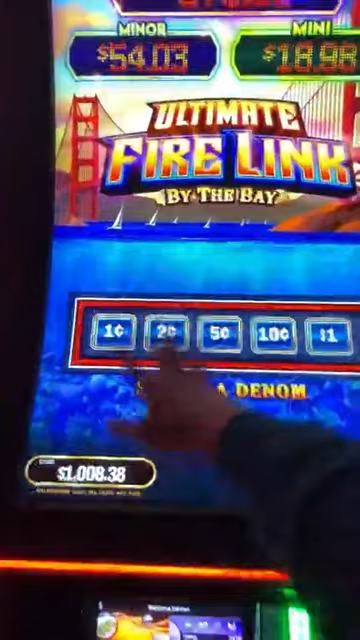 MINOR
MINI
$54.03
$18.98
ULTIMATE
FIRE LINK
BY THE BAY
1¢ 2¢ 5¢ 10¢ $1
A DENOM
$1,008.38